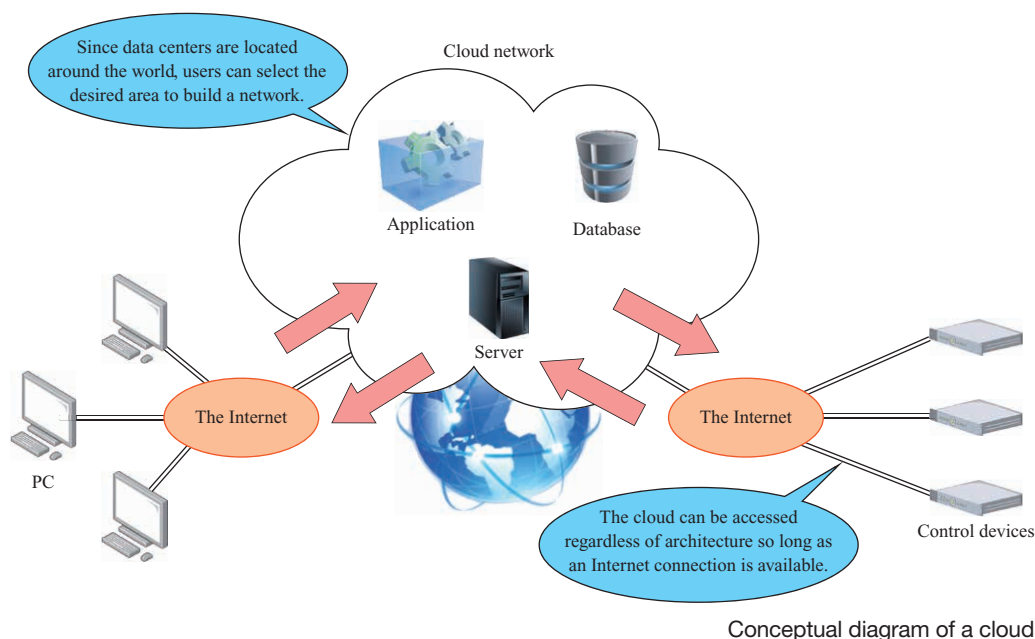 Since data centers are located
around the world, users can select the
desired area to build a network.
Cloud network
Application
Database
Server
The Internet
The Internet
PC
The cloud can be accessed
regardless of architecture so long as
an Internet connection is available.
Control devices
Conceptual diagram of a cloud